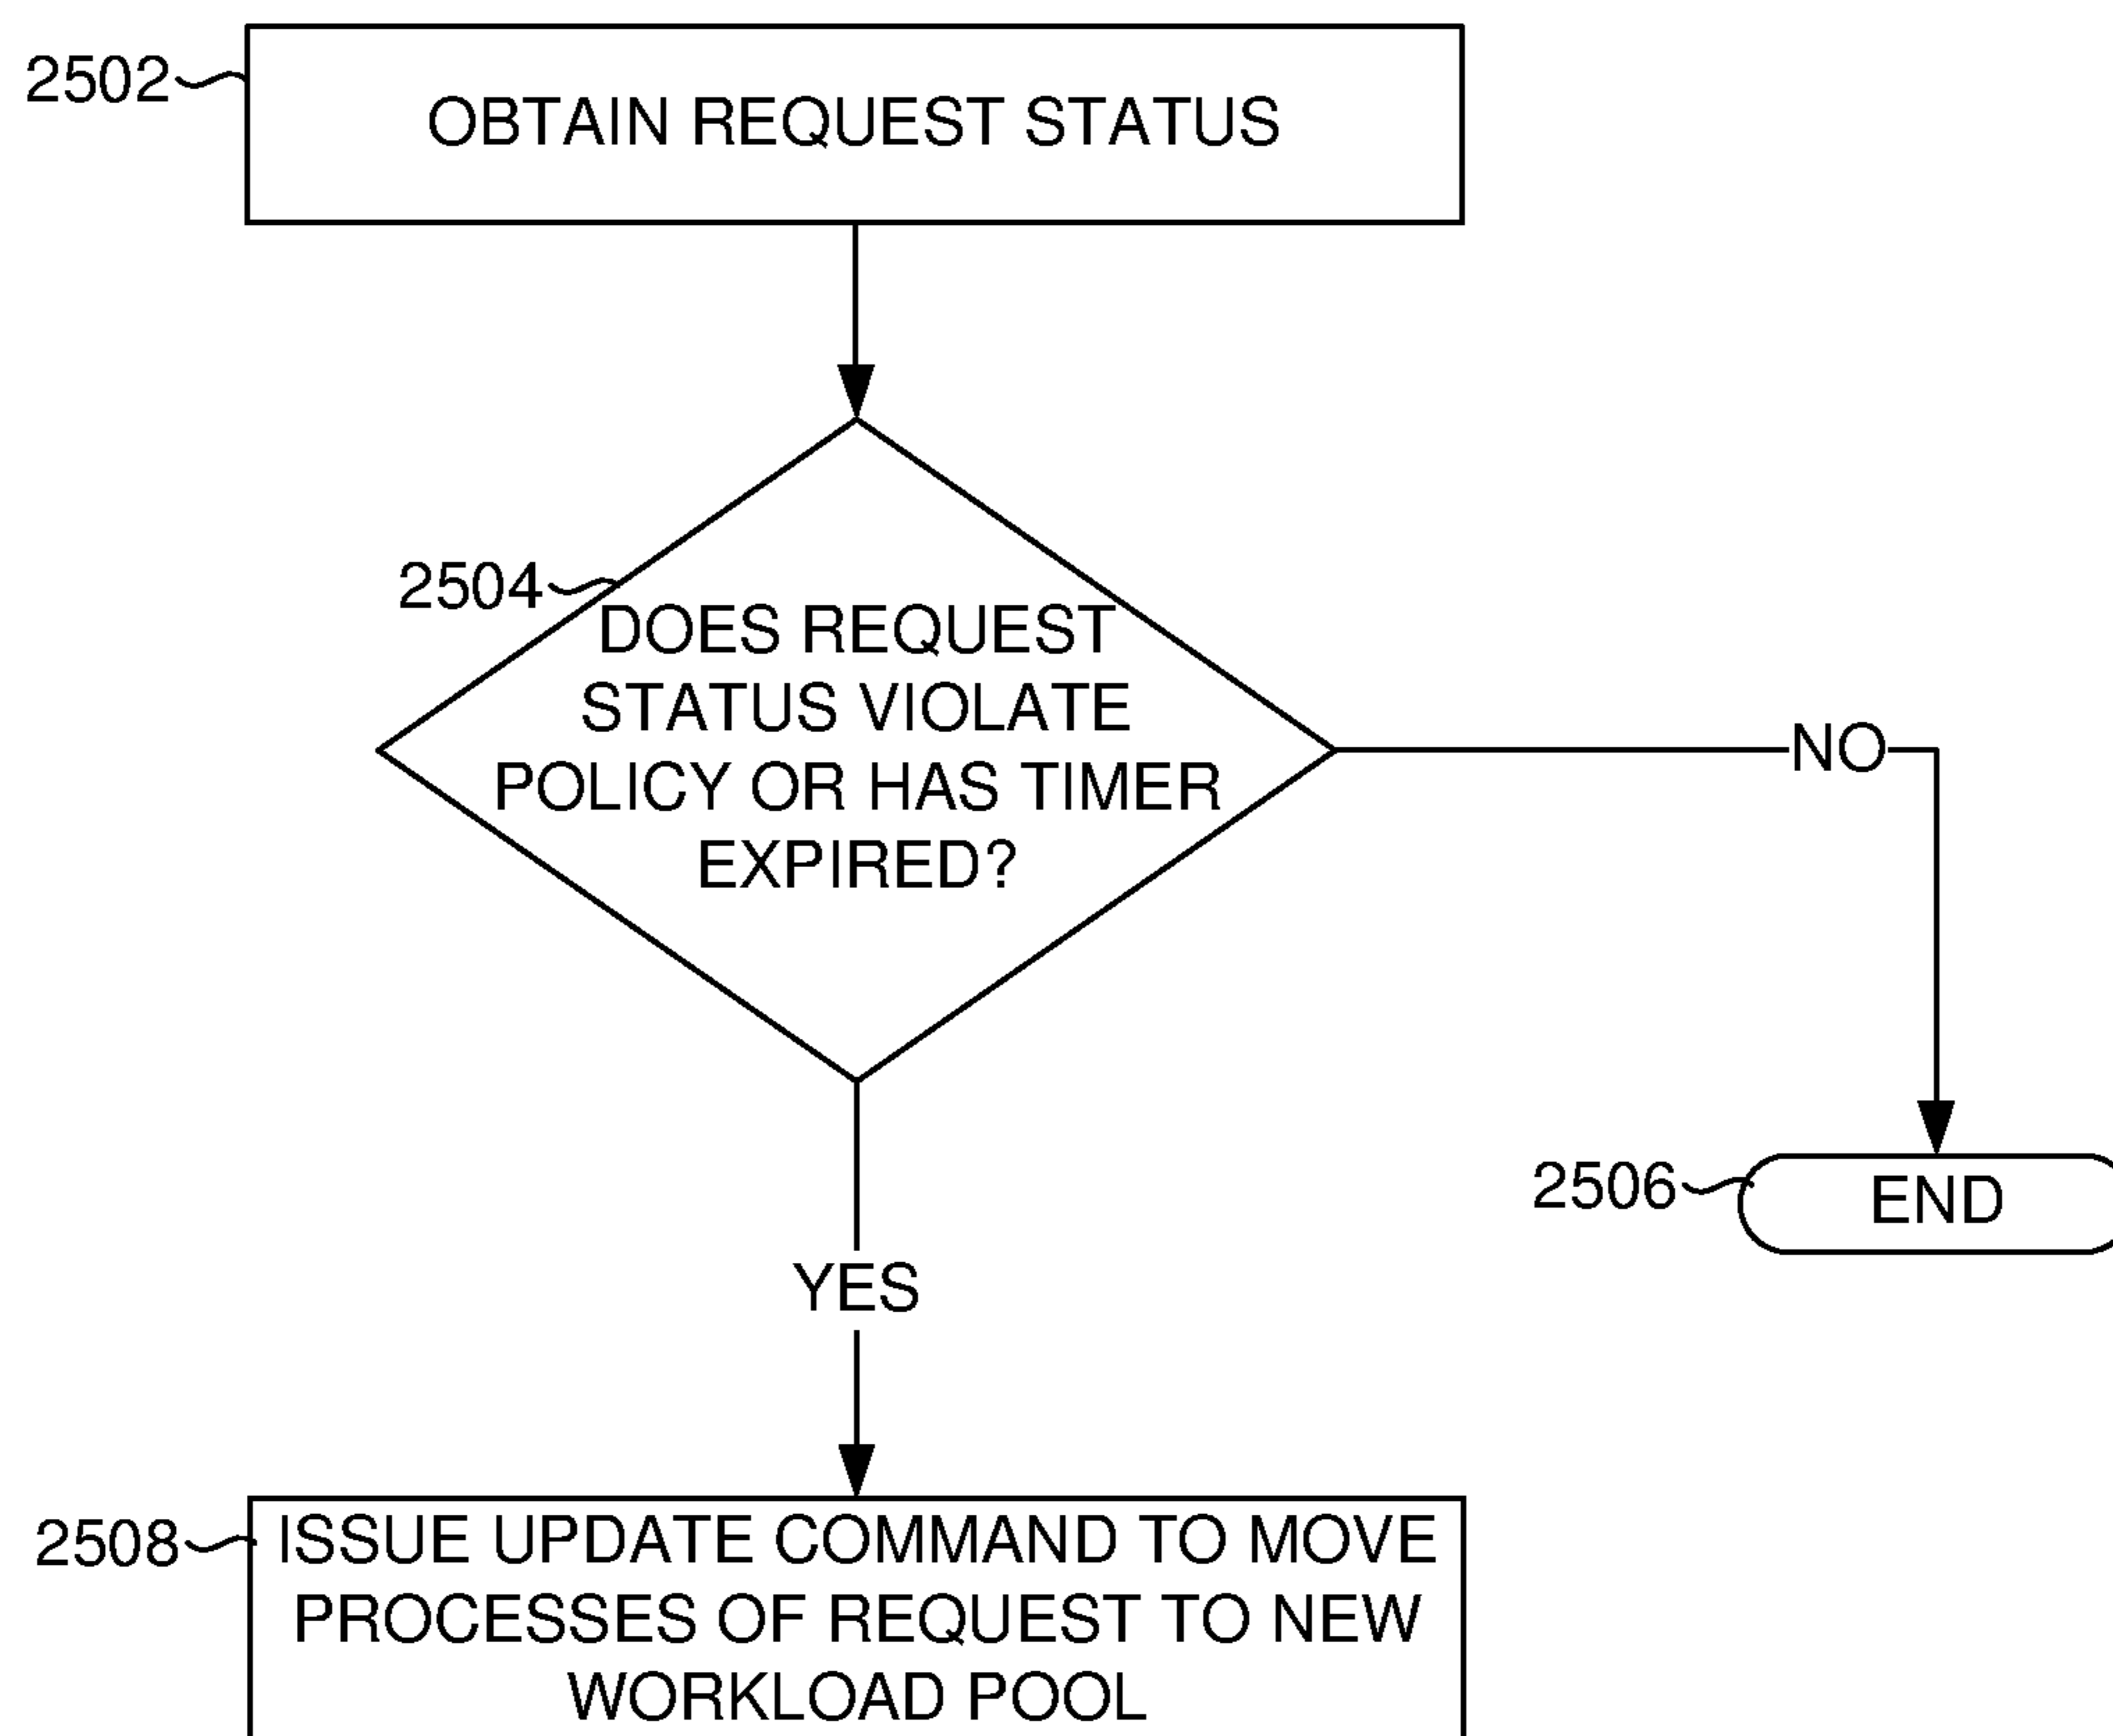 2502
OBTAIN REQUEST STATUS
2504
DOES REQUEST
STATUS VIOLATE
POLICY OR HAS TIMER
EXPIRED?
NO
2506
END
YES
2508
ISSUE UPDATE COMMAND TO MOVE
PROCESSES OF REQUEST TO NEW
WORKLOAD POOL